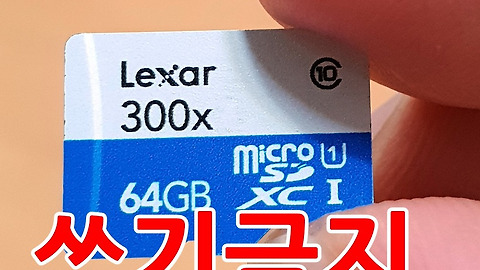 Lexar
10
300x
micro SD XC I U1
64GB
쓰기금지